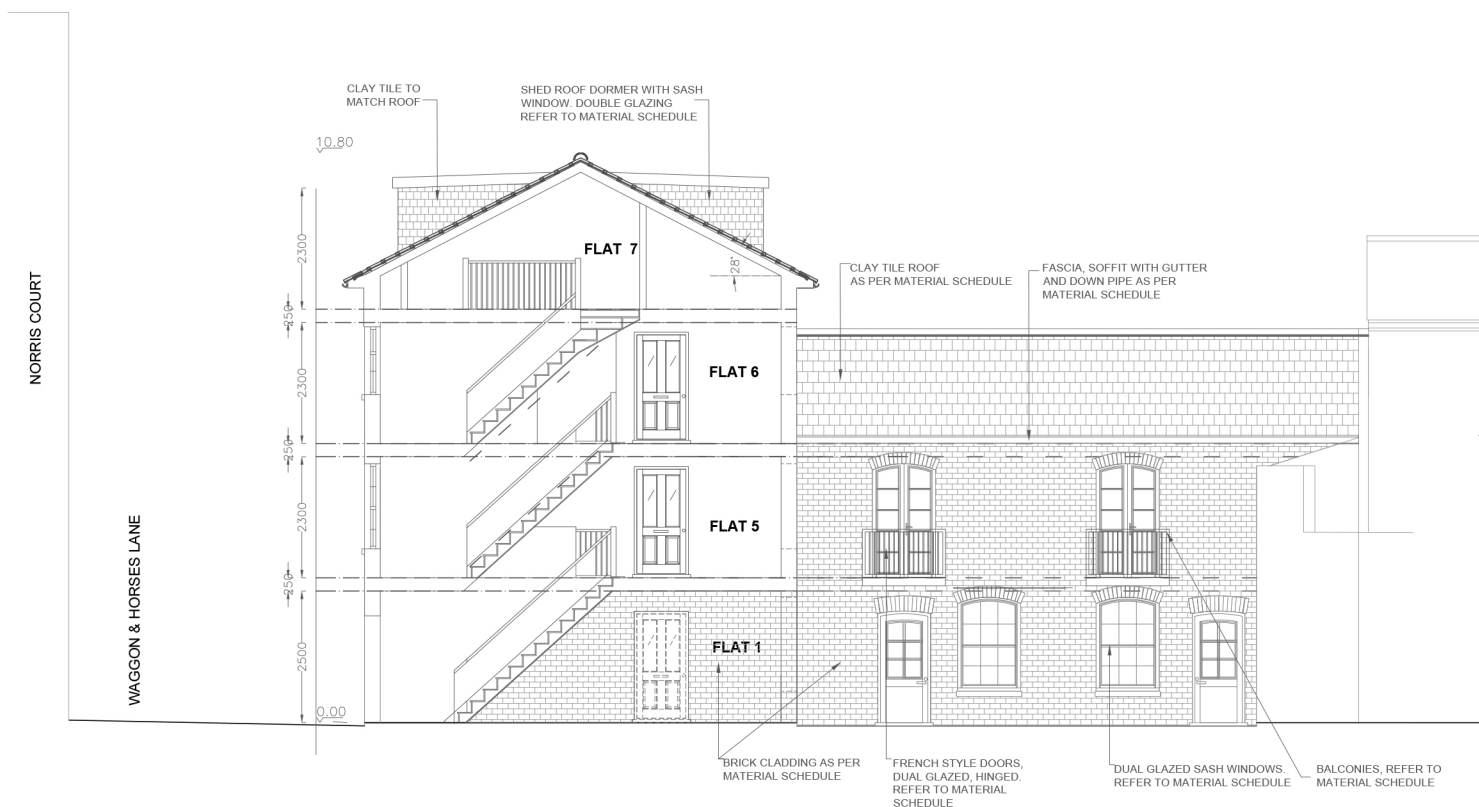 CLAY TILE TO
MATCH ROOF
SHED ROOF DORMER WITH SASH
WINDOW. DOUBLE GLAZING
REFER TO MATERIAL SCHEDULE
10.80
2300
FLAT 7
28°
CLAY TILE ROOF
AS PER MATERIAL SCHEDULE
FASCIA, SOFFIT WITH GUTTER
AND DOWN PIPE AS PER
MATERIAL SCHEDULE
NORRIS COURT
250
2300
FLAT 6
250
2300
FLAT 5
WAGGON & HORSES LANE
250
2500
FLAT 1
0.00
BRICK CLADDING AS PER
MATERIAL SCHEDULE
FRENCH STYLE DOORS,
DUAL GLAZED, HINGED.
REFER TO MATERIAL
SCHEDULE
DUAL GLAZED SASH WINDOWS.
REFER TO MATERIAL SCHEDULE
BALCONIES, REFER TO
MATERIAL SCHEDULE